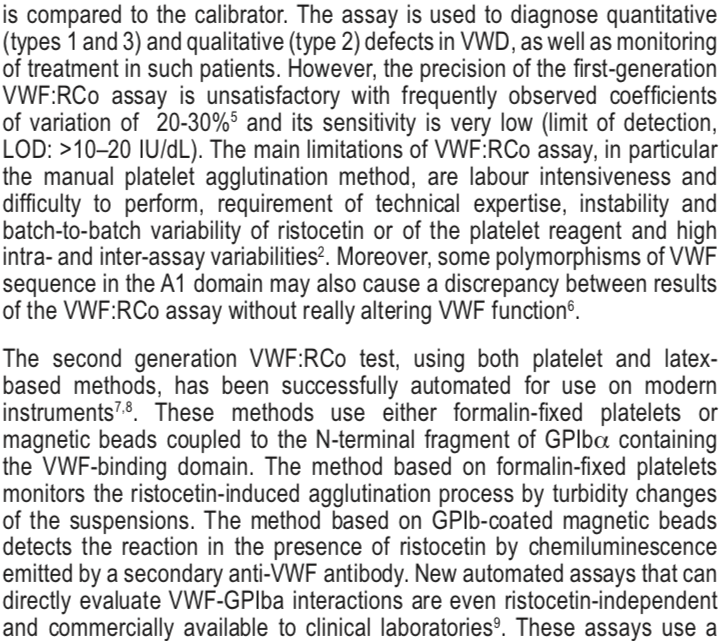 is compared to the calibrator. The assay is used to diagnose quantitative
(types 1 and 3) and qualitative (type 2) defects in VWD, as well as monitoring
of treatment in such patients. However, the precision of the first-generation
VWF:RCo assay is unsatisfactory with frequently observed coefficients
of variation of 20-30%⁵ and its sensitivity is very low (limit of detection,
LOD: >10–20 IU/dL). The main limitations of VWF:RCo assay, in particular
the manual platelet agglutination method, are labour intensiveness and
difficulty to perform, requirement of technical expertise, instability and
batch-to-batch variability of ristocetin or of the platelet reagent and high
intra- and inter-assay variabilities². Moreover, some polymorphisms of VWF
sequence in the A1 domain may also cause a discrepancy between results
of the VWF:RCo assay without really altering VWF function⁶.
The second generation VWF:RCo test, using both platelet and latex-
based methods, has been successfully automated for use on modern
instruments⁷,⁸. These methods use either formalin-fixed platelets or
magnetic beads coupled to the N-terminal fragment of GPIbα containing
the VWF-binding domain. The method based on formalin-fixed platelets
monitors the ristocetin-induced agglutination process by turbidity changes
of the suspensions. The method based on GPIb-coated magnetic beads
detects the reaction in the presence of ristocetin by chemiluminescence
emitted by a secondary anti-VWF antibody. New automated assays that can
directly evaluate VWF-GPIba interactions are even ristocetin-independent
and commercially available to clinical laboratories⁹. These assays use a